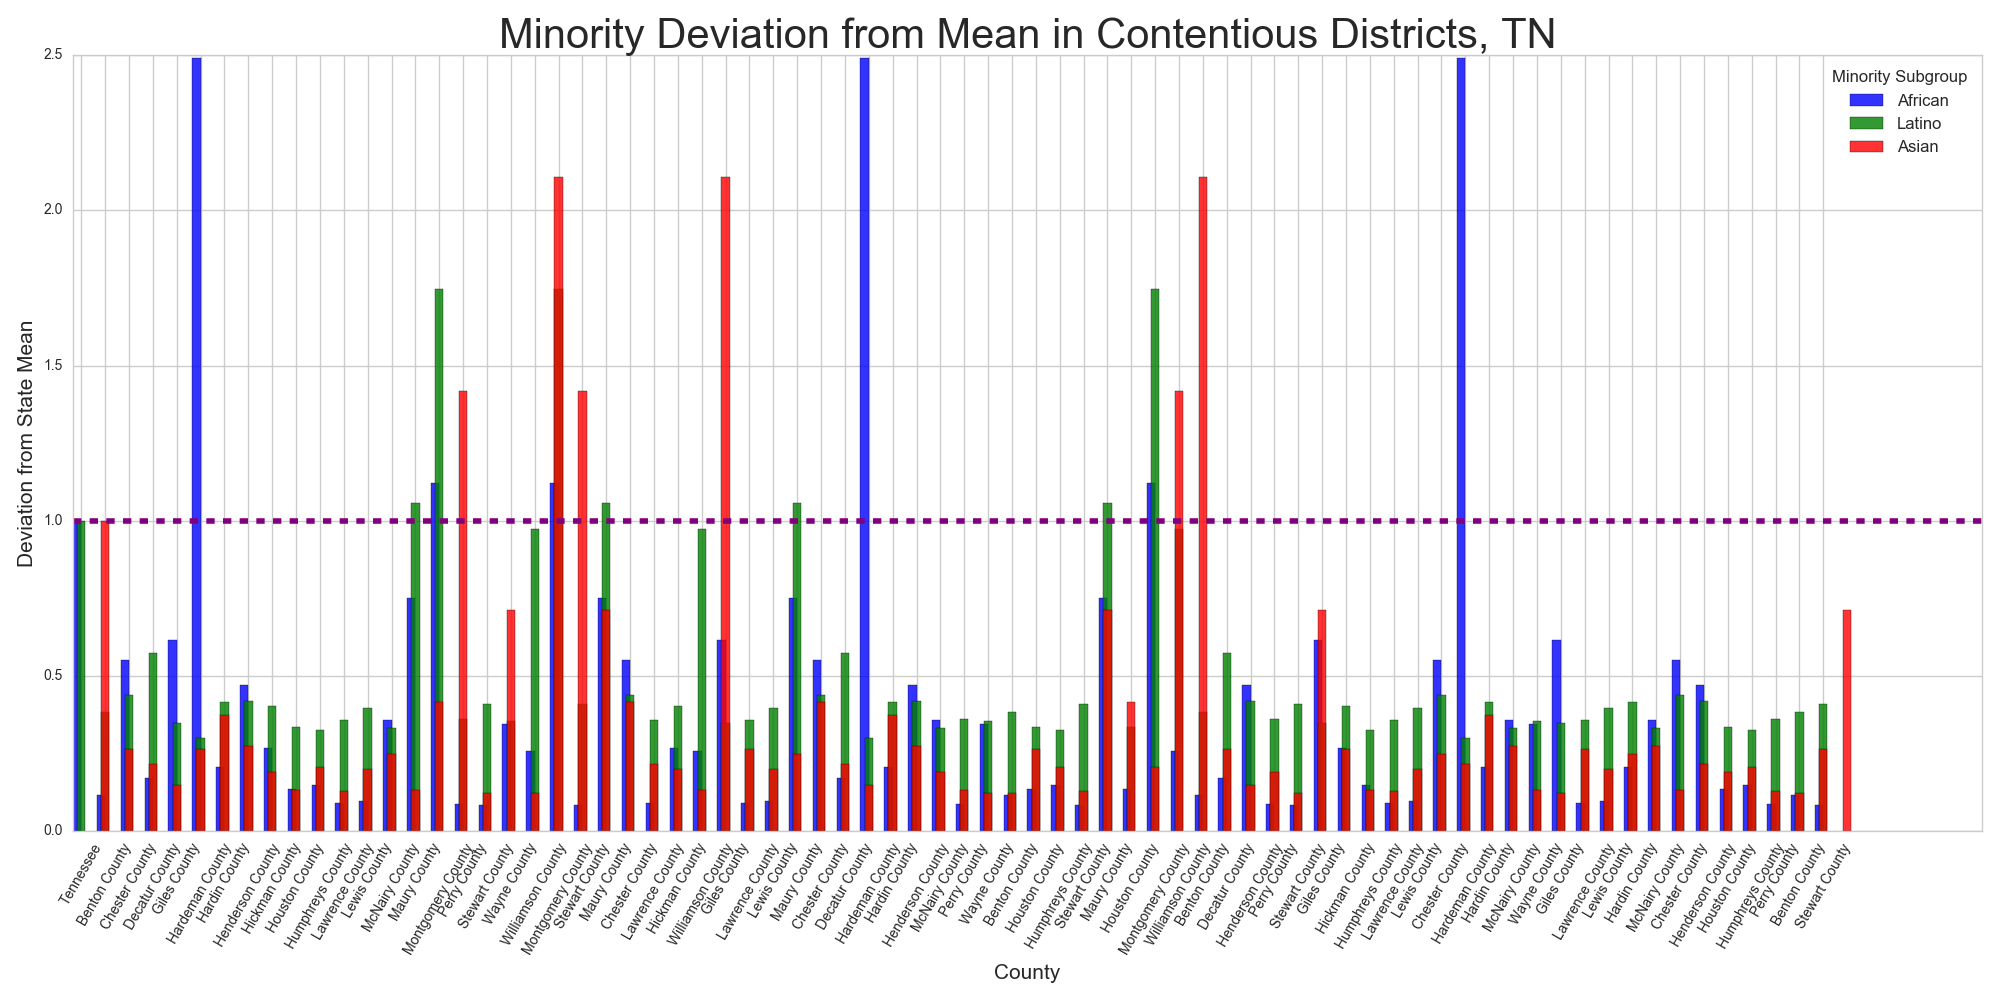 Minority Deviation from Mean in Contentious Districts, TN
Minority Subgroup
African
Latino
Asian
Deviation from State Mean
2.5
2.0
1.5
1.0
0.5
0.0
Tennessee
Benton County
Chester County
Decatur County
Giles County
Hardeman County
Hardin County
Henderson County
Hickman County
Houston County
Humphreys County
Lawrence County
Lewis County
McNairy County
Maury County
Montgomery County
Perry County
Stewart County
Wayne County
Williamson County
Montgomery County
Stewart County
Maury County
Chester County
Lawrence County
Hickman County
Williamson County
Giles County
Lawrence County
Lewis County
Maury County
Chester County
Decatur County
Hardeman County
Hardin County
Henderson County
McNairy County
Perry County
Wayne County
Benton County
Houston County
Humphreys County
Stewart County
Maury County
Houston County
Montgomery County
Williamson County
Benton County
Decatur County
Henderson County
Perry County
Stewart County
Giles County
Hickman County
Humphreys County
Lawrence County
Lewis County
Chester County
Hardeman County
Hardin County
McNairy County
Wayne County
Giles County
Lawrence County
Lewis County
Hardin County
McNairy County
Chester County
Henderson County
Houston County
Humphreys County
Perry County
Benton County
Stewart County
County